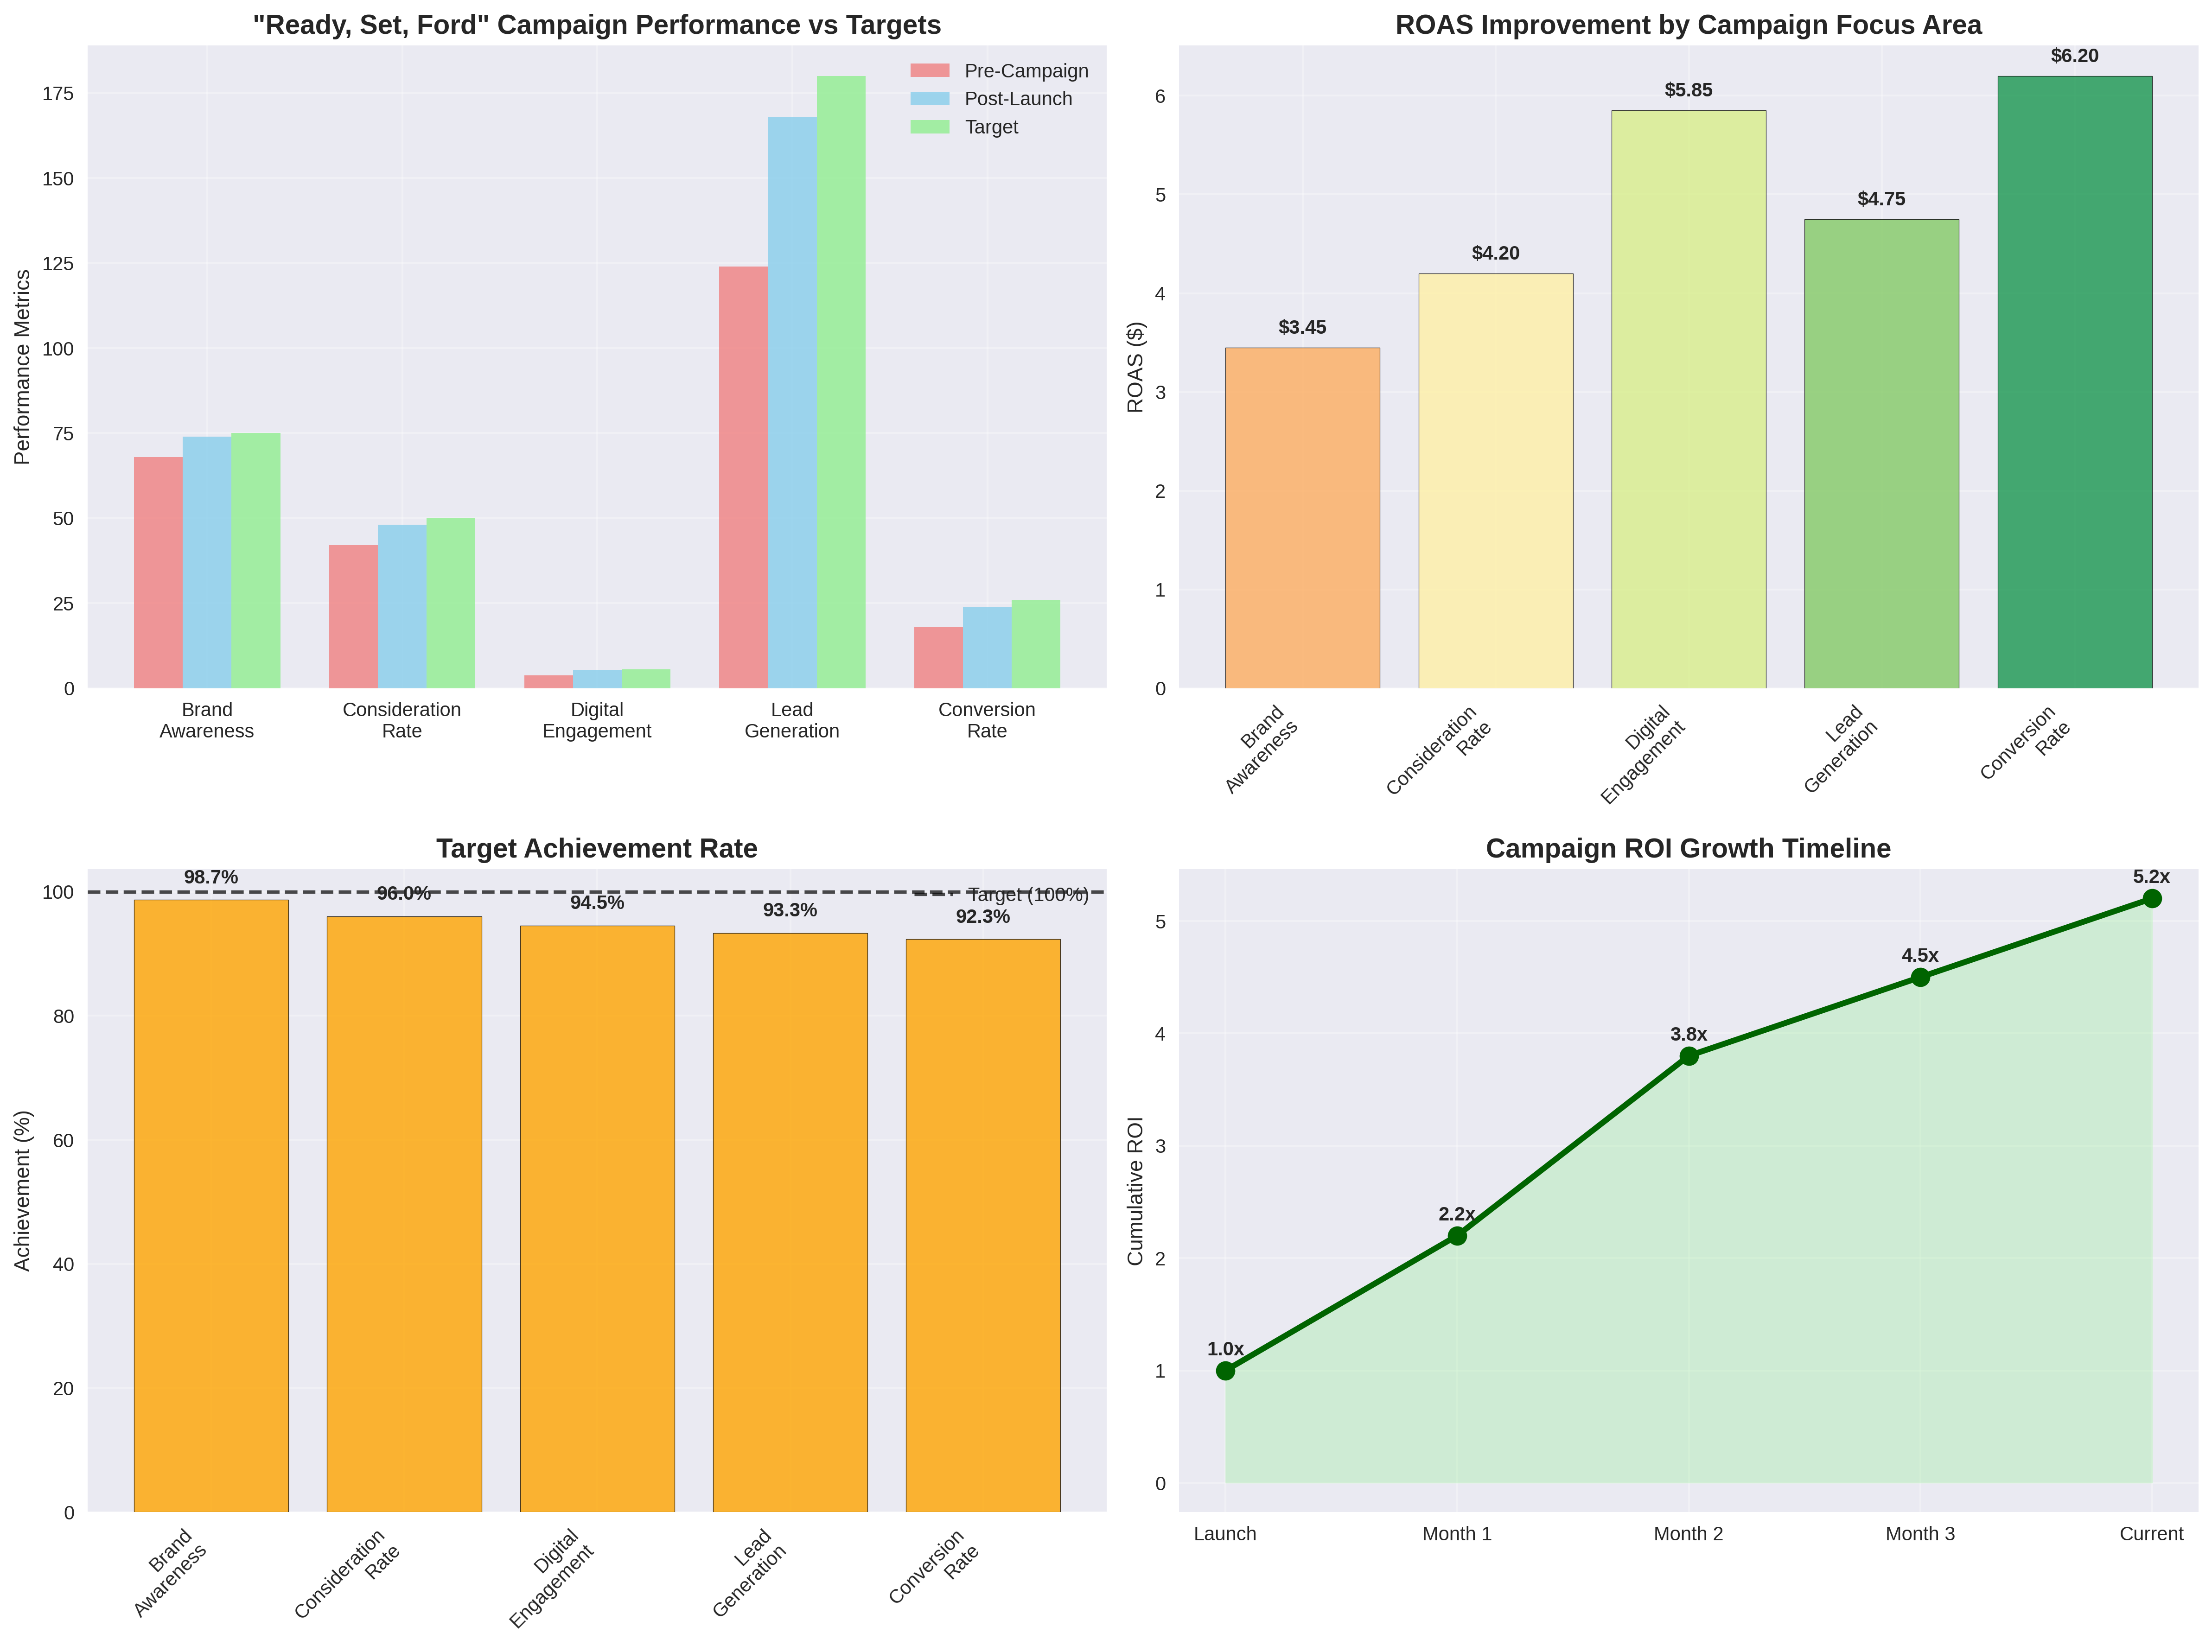 "Ready, Set, Ford" Campaign Performance vs Targets
Performance Metrics
175
150
125
100
75
50
25
0
Pre-Campaign
Post-Launch
Target
Brand
Awareness
Consideration
Rate
Digital
Engagement
Lead
Generation
Conversion
Rate
ROAS Improvement by Campaign Focus Area
ROAS ($)
6
5
4
3
2
1
0
$3.45
$4.20
$5.85
$4.75
$6.20
Brand
Awareness
Consideration
Rate
Digital
Engagement
Lead
Generation
Conversion
Rate
Target Achievement Rate
Achievement (%)
100
80
60
40
20
0
98.7%
96.0%
94.5%
93.3%
92.3%
Target (100%)
Brand
Awareness
Consideration
Rate
Digital
Engagement
Lead
Generation
Conversion
Rate
Campaign ROI Growth Timeline
Cumulative ROI
5
4
3
2
1
0
1.0x
2.2x
3.8x
4.5x
5.2x
Launch
Month 1
Month 2
Month 3
Current